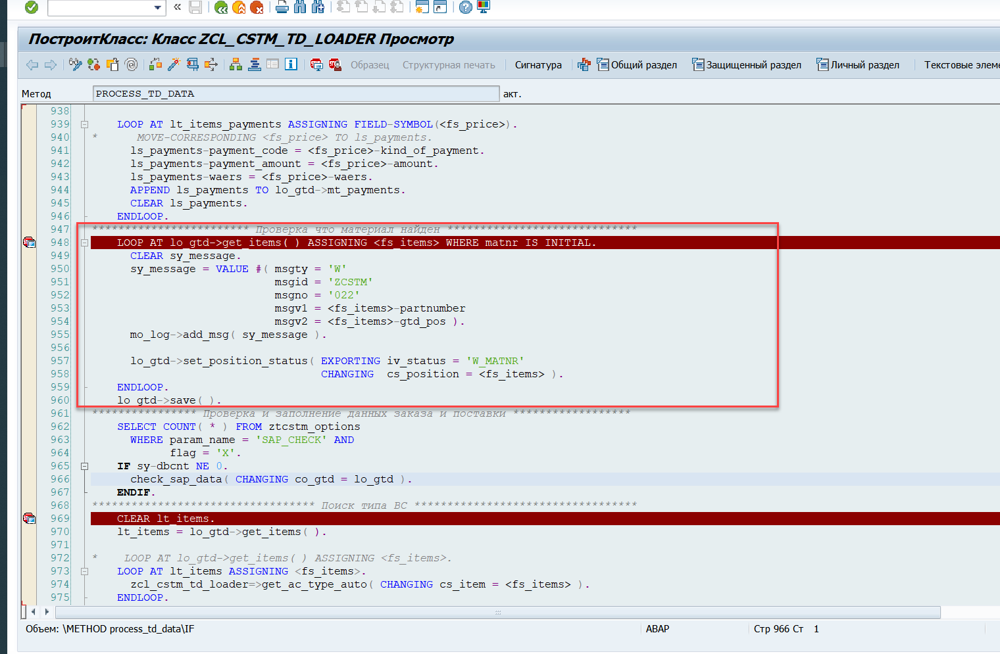 ПостроитКласс: Класс ZCL_CSTM_TD_LOADER Просмотр
Образец Структурная печать Сигнатура Общий раздел Защищенный раздел Личный раздел Текстовые элеме
Метод PROCESS_TD_DATA акт.
938
939 LOOP AT lt_items_payments ASSIGNING FIELD-SYMBOL(<fs_price>).
940 * MOVE-CORRESPONDING <fs_price> TO ls_payments.
941 ls_payments-payment_code = <fs_price>-kind_of_payment.
942 ls_payments-payment_amount = <fs_price>-amount.
943 ls_payments-waers = <fs_price>-waers.
944 APPEND ls_payments TO lo_gtd->mt_payments.
945 CLEAR ls_payments.
946 ENDLOOP.
947 ************************ Проверка что материал найден *****************************
948 LOOP AT lo_gtd->get_items( ) ASSIGNING <fs_items> WHERE matnr IS INITIAL.
949 CLEAR sy_message.
950 sy_message = VALUE #( msgty = 'W'
951 msgid = 'ZCSTM'
952 msgno = '022'
953 msgv1 = <fs_items>-partnumber
954 msgv2 = <fs_items>-gtd_pos ).
955 mo_log->add_msg( sy_message ).
956
957 lo_gtd->set_position_status( EXPORTING iv_status = 'W_MATNR'
958 CHANGING cs_position = <fs_items> ).
959 ENDLOOP.
960 lo_gtd->save( ).
961 **************** Проверка и заполнение данных заказа и поставки ******************
962 SELECT COUNT( * ) FROM ztcstm_options
963 WHERE param_name = 'SAP_CHECK' AND
964 flag = 'X'.
965 IF sy-dbcnt NE 0.
966 check_sap_data( CHANGING co_gtd = lo_gtd ).
967 ENDIF.
968 ********************************** Поиск типа ВС **********************************
969 CLEAR lt_items.
970 lt_items = lo_gtd->get_items( ).
971
972 * LOOP AT lo_gtd->get_items( ) ASSIGNING <fs_items>.
973 LOOP AT lt_items ASSIGNING <fs_items>.
974 zcl_cstm_td_loader=>get_ac_type_auto( CHANGING cs_item = <fs_items> ).
975 ENDLOOP.
Объем: \METHOD process_td_data\IF ABAP Стр 966 Ст 1